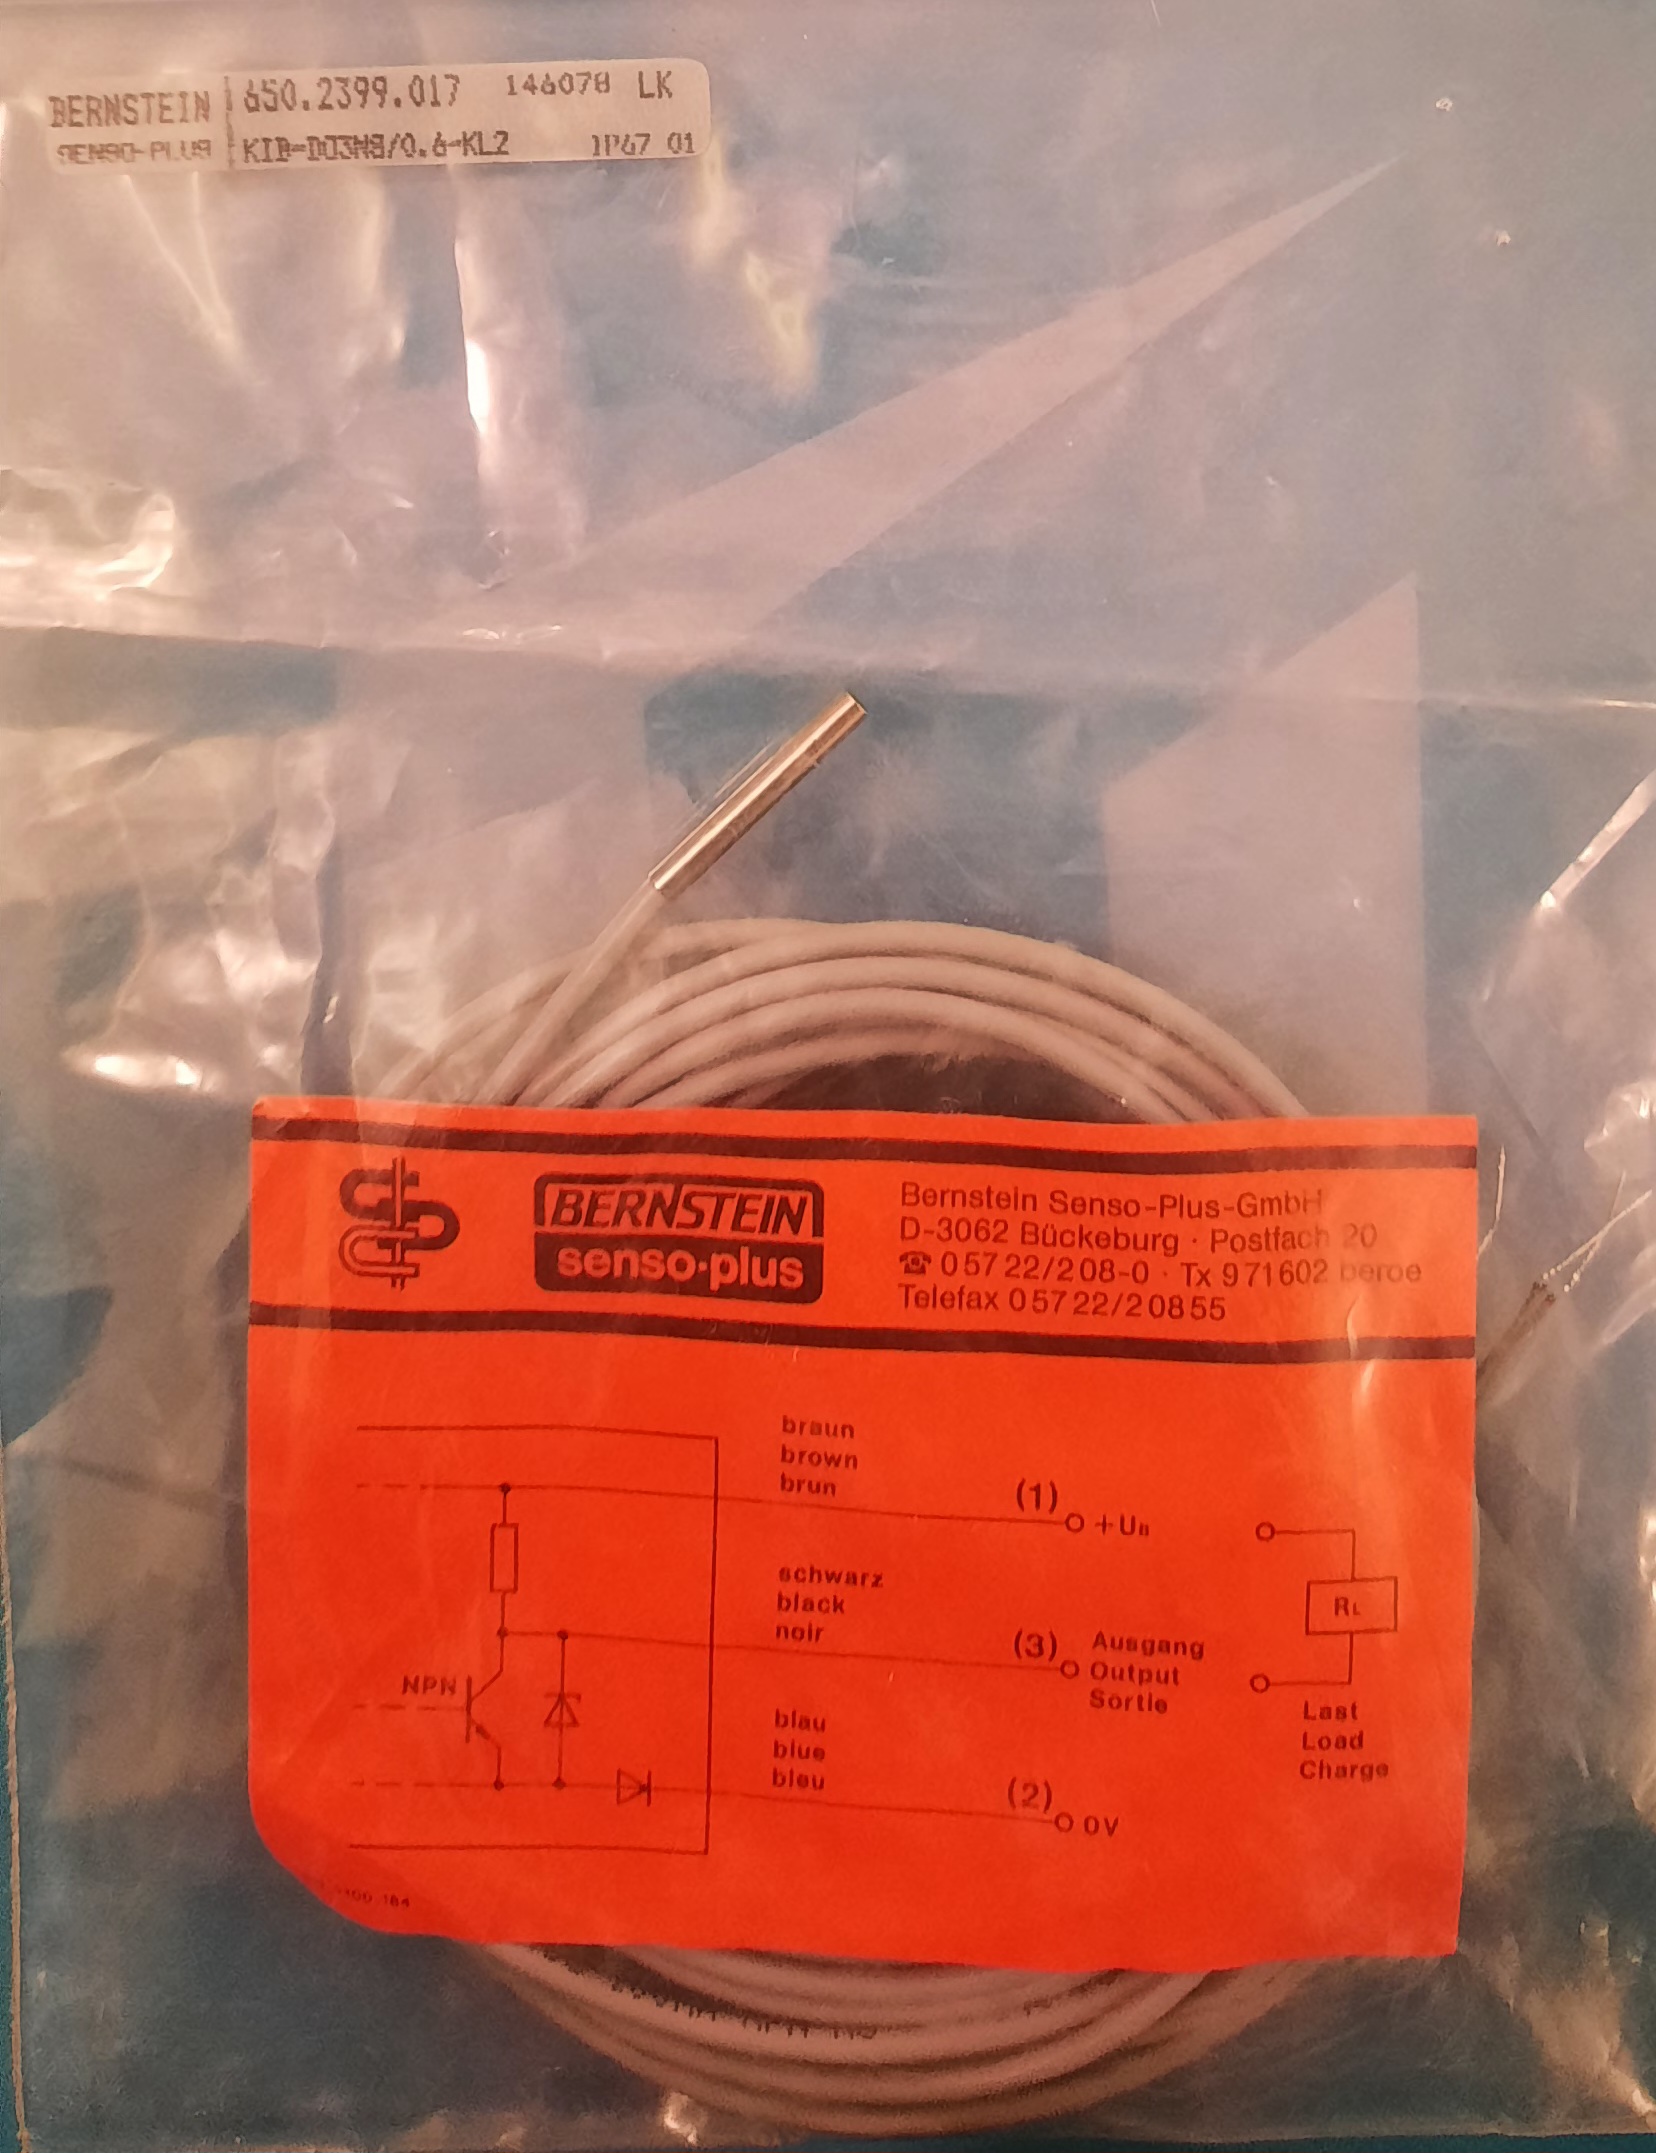 BERNSTEIN 650.2399.017 146078 LK
SENSO-PLUS KIB-D03NS/0.6-KL2 IP67 01
BERNSTEIN
senso-plus
Bernstein Senso-Plus-GmbH
D-3062 Bückeburg · Postfach 20
☎ 05722/208-0 · Tx 971602 beroe
Telefax 05722/20855
braun
brown
brun
(1)
+UB
schwarz
black
noir
(3)
Ausgang
Output
Sortie
NPN
blau
blue
bleu
(2)
0V
RL
Last
Load
Charge